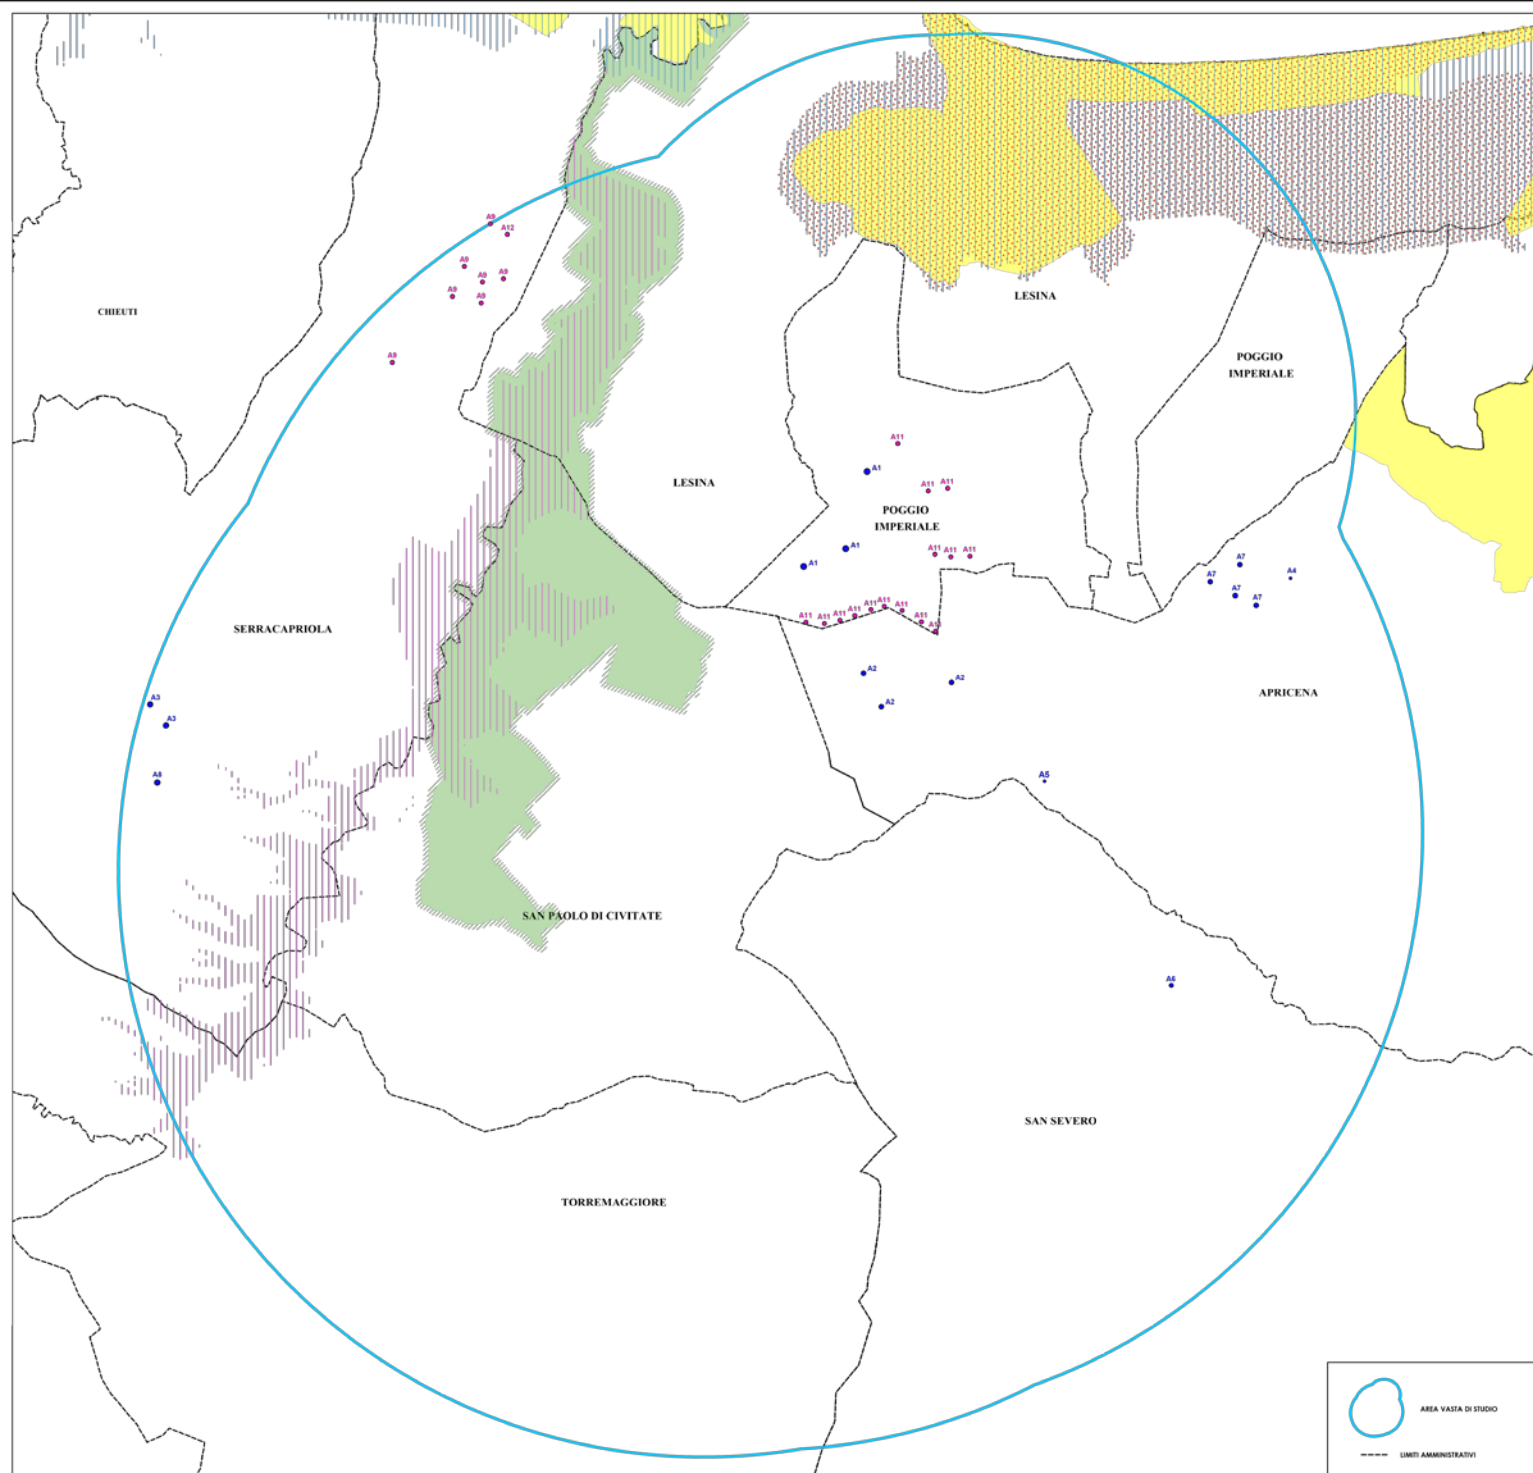 A9
A12
A9
A9
A9
A9
A9
LESINA
CHIEUTI
POGGIO
IMPERIALE
A9
A11
A1
LESINA
A11
A11
POGGIO
IMPERIALE
A1
A11
A11
A11
A1
A7
A7
A4
A7
A7
A11
A11
A11
A11
A11
A11
A11
A11
A11
SERRACAPRIOLA
A2
A2
A2
APRICENA
A3
A3
A8
A5
SAN PAOLO DI CIVITATE
A6
SAN SEVERO
TORREMAGGIORE
AREA VASTA DI STUDIO
LIMITI AMMINISTRATIVI